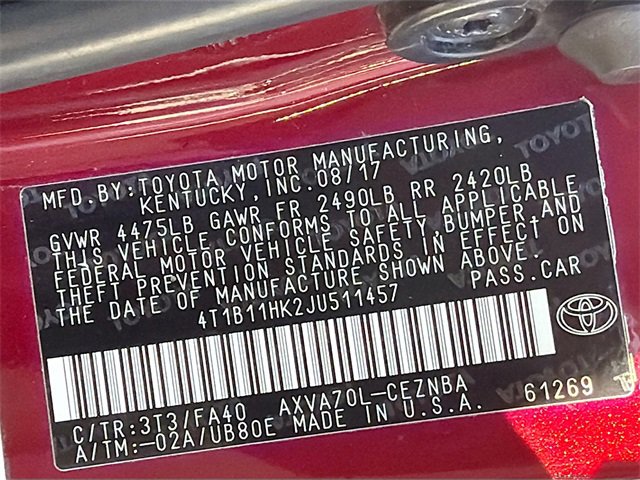 MFD. BY:TOYOTA MOTOR MANUFACTURING,
KENTUCKY, INC.08/17
GVWR 4475LB GAWR FR 2490LB RR 2420LB
THIS VEHICLE CONFORMS TO ALL APPLICABLE
FEDERAL MOTOR VEHICLE SAFETY,BUMPER,AND
THEFT PREVENTION STANDARDS IN EFFECT ON
THE DATE OF MANUFACTURE SHOWN ABOVE.
4T1B11HK2JU511457 PASS.CAR
C/TR:3T3/FA40 AXVA70L-CEZNBA 61269
A/TM:-02A/UB80E MADE IN U.S.A.